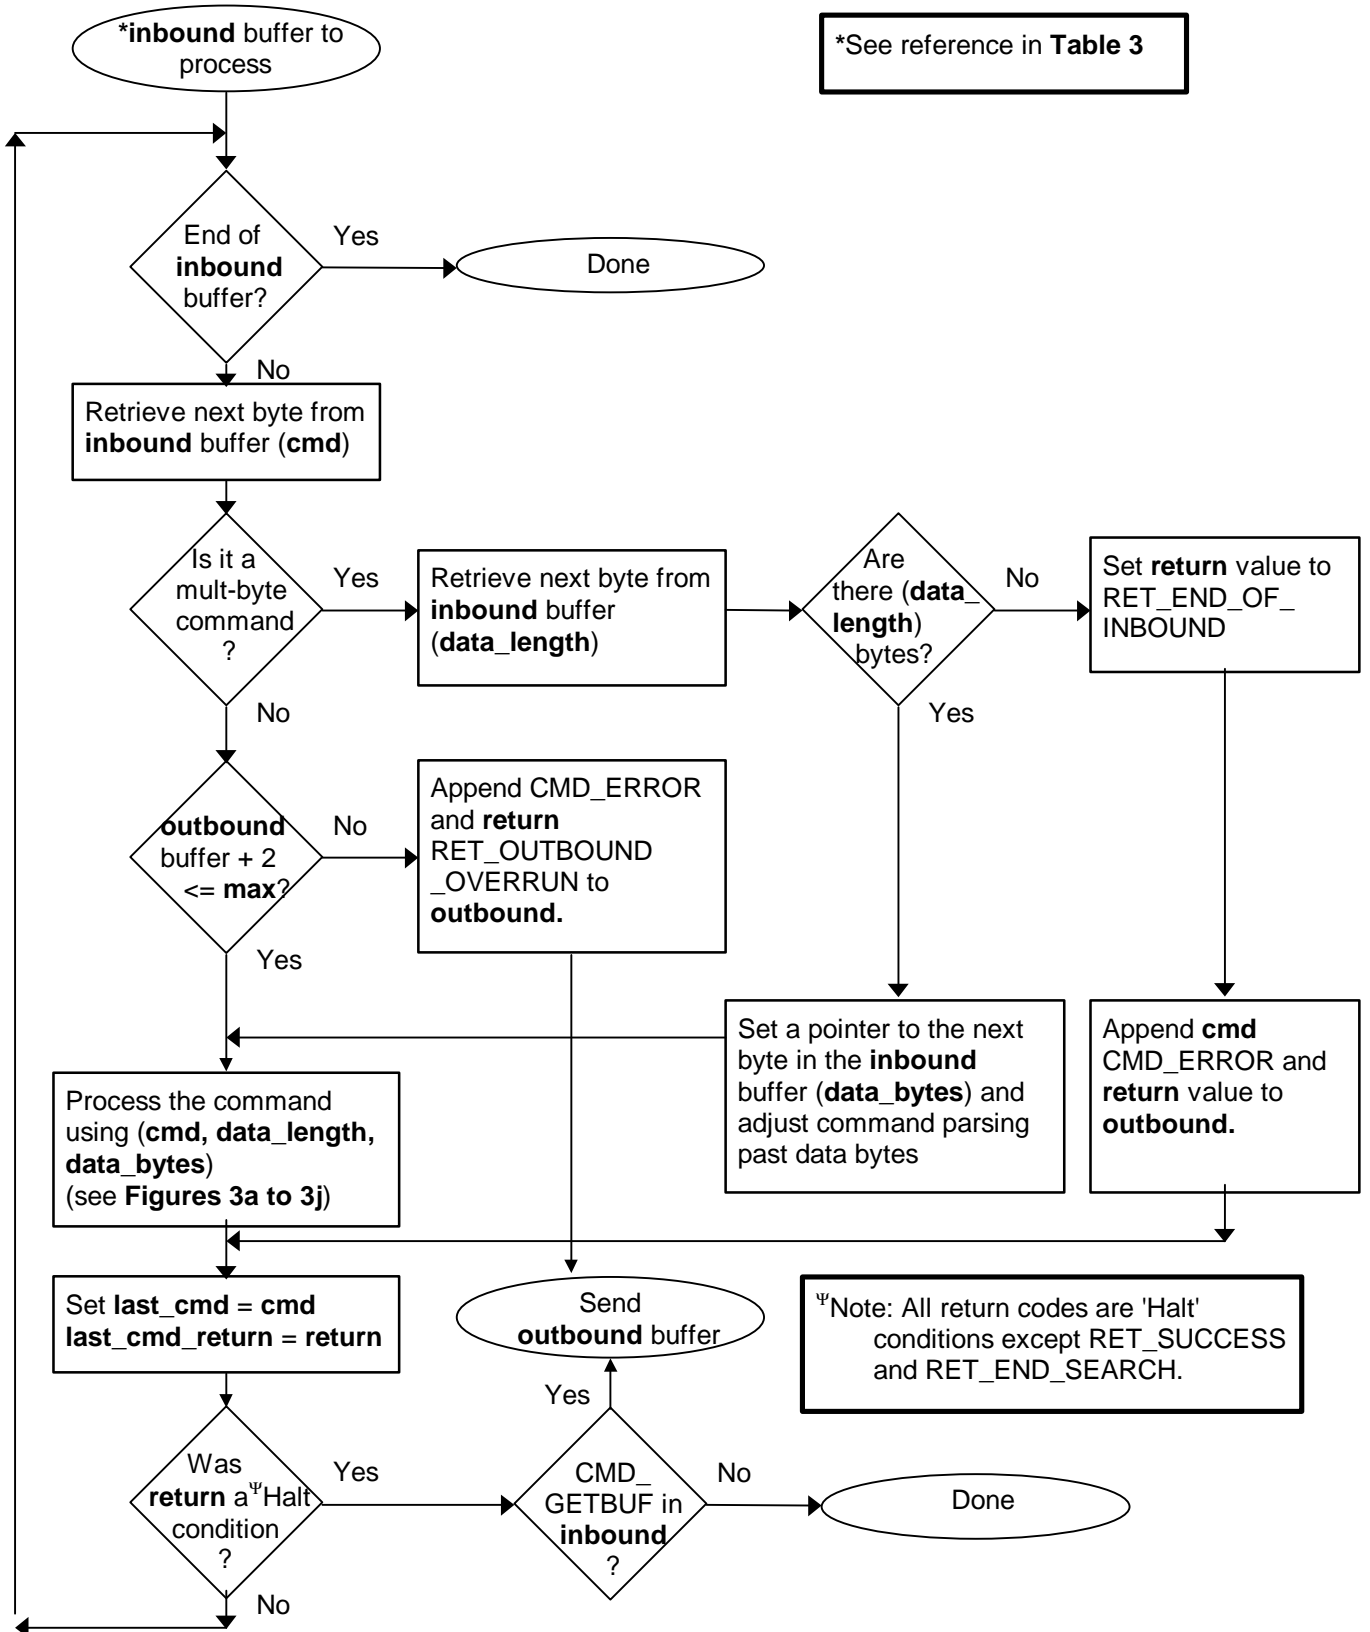 *inbound buffer to
process
*See reference in Table 3
End of
inbound
buffer?
Yes
Done
No
Retrieve next byte from
inbound buffer (cmd)
Is it a
mult-byte
command
?
Yes
Retrieve next byte from
inbound buffer
(data_length)
Are
there (data_
length)
bytes?
No
Set return value to
RET_END_OF_
INBOUND
No
Yes
outbound
buffer + 2
<= max?
No
Append CMD_ERROR
and return
RET_OUTBOUND
_OVERRUN to
outbound.
Yes
Set a pointer to the next
byte in the inbound
buffer (data_bytes) and
adjust command parsing
past data bytes
Append cmd
CMD_ERROR and
return value to
outbound.
Process the command
using (cmd, data_length,
data_bytes)
(see Figures 3a to 3j)
Set last_cmd = cmd
last_cmd_return = return
Send
outbound buffer
ΨNote: All return codes are 'Halt'
conditions except RET_SUCCESS
and RET_END_SEARCH.
Yes
Was
return aΨHalt
condition
?
Yes
CMD_
GETBUF in
inbound
?
No
Done
No